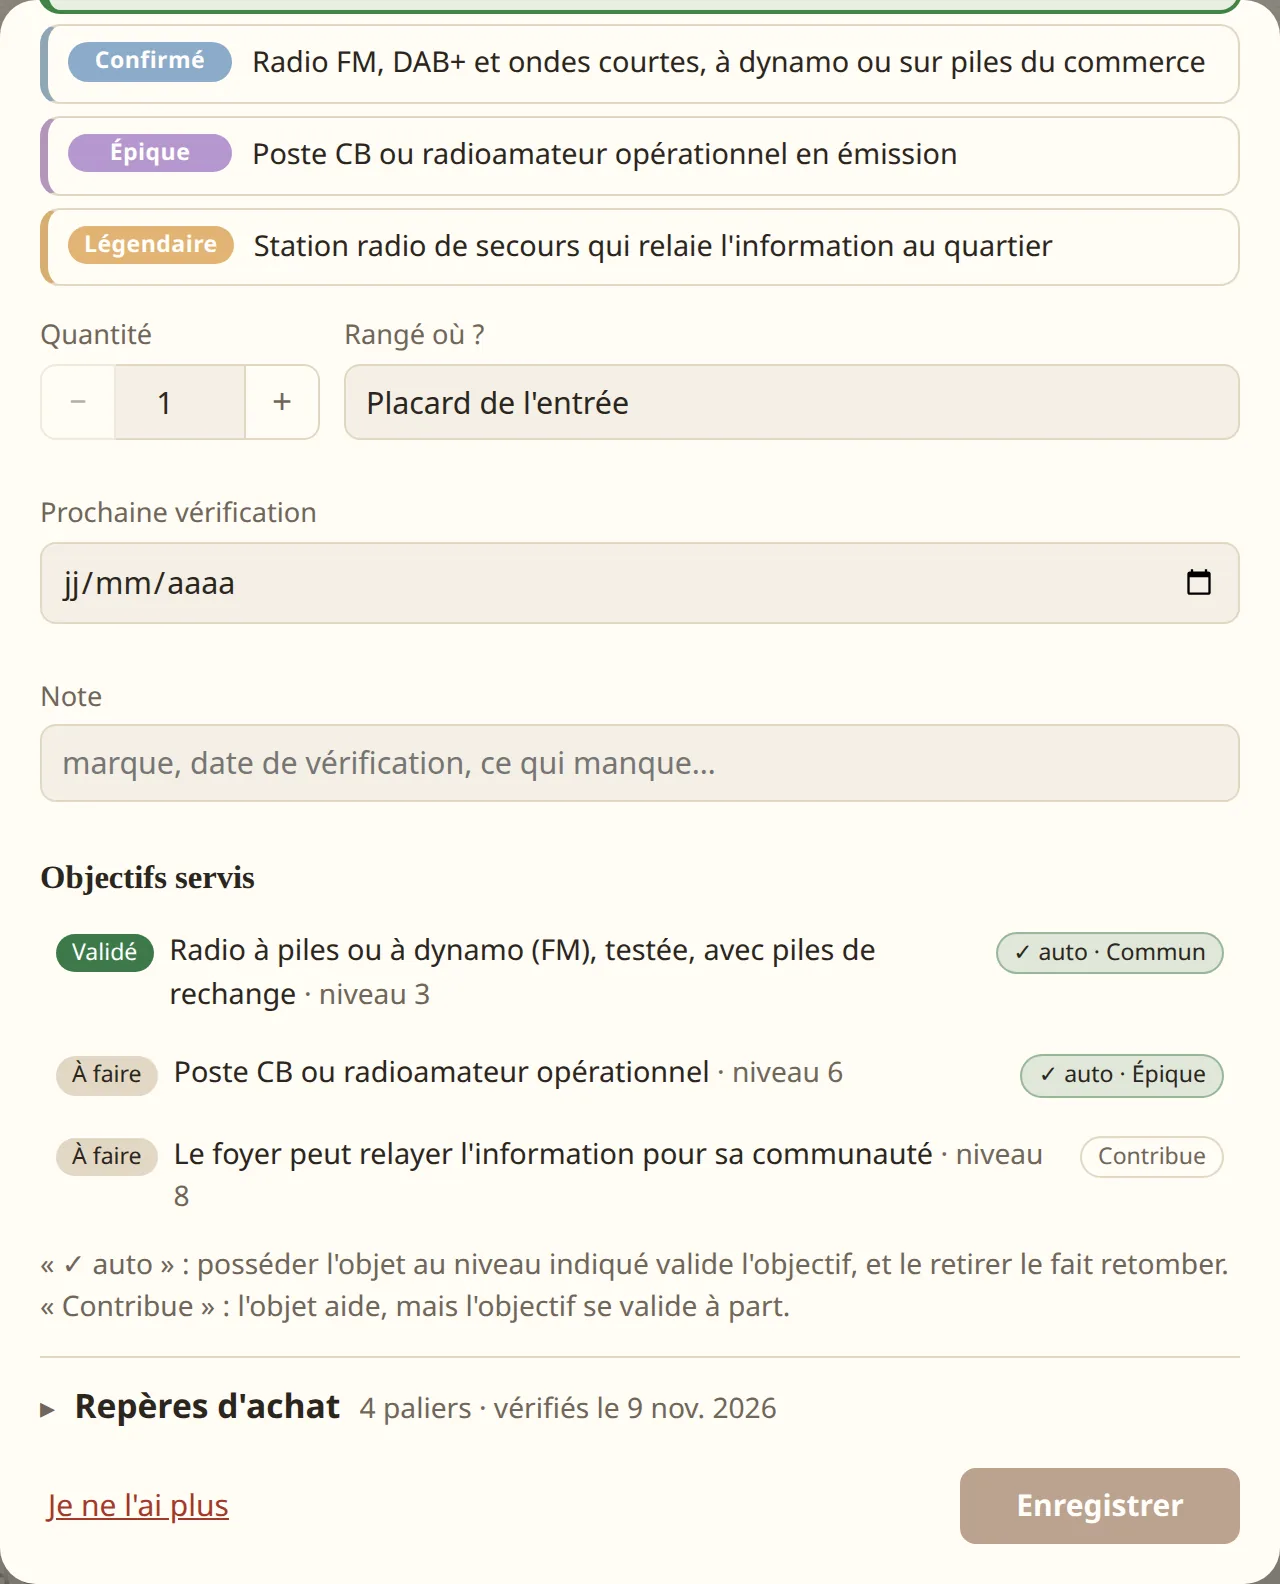 Confirmé Radio FM, DAB+ et ondes courtes, à dynamo ou sur piles du commerce
Épique Poste CB ou radioamateur opérationnel en émission
Légendaire Station radio de secours qui relaie l'information au quartier
Quantité Rangé où ?
− 1 + Placard de l'entrée
Prochaine vérification
jj/mm/aaaa
Note
marque, date de vérification, ce qui manque…
Objectifs servis
Validé Radio à piles ou à dynamo (FM), testée, avec piles de ✓ auto · Commun
rechange · niveau 3
À faire Poste CB ou radioamateur opérationnel · niveau 6 ✓ auto · Épique
À faire Le foyer peut relayer l'information pour sa communauté · niveau Contribue
8
« ✓ auto » : posséder l'objet au niveau indiqué valide l'objectif, et le retirer le fait retomber.
« Contribue » : l'objet aide, mais l'objectif se valide à part.
▸ Repères d'achat 4 paliers · vérifiés le 9 nov. 2026
Je ne l'ai plus Enregistrer